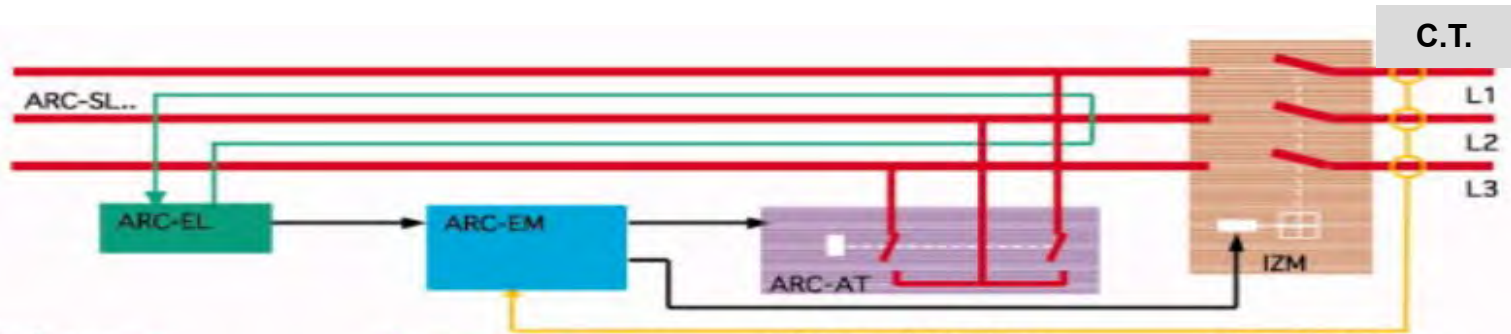 C.T.
ARC-SL..
L1
L2
L3
ARC-EL
ARC-EM
ARC-AT
IZM